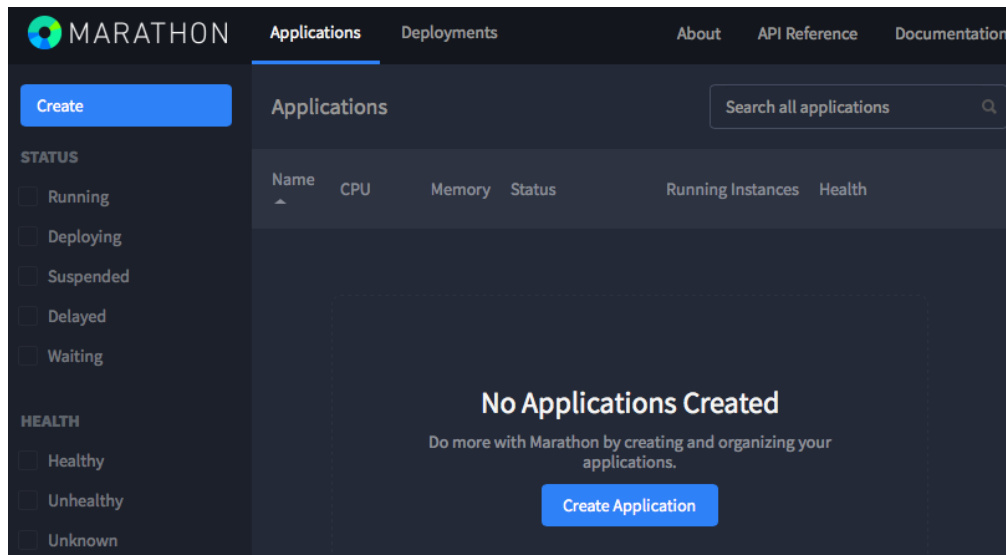 MARATHON Applications Deployments About API Reference Documentation
Create
Applications
Search all applications
STATUS
Name CPU Memory Status Running Instances Health
Running
Deploying
Suspended
Delayed
Waiting
No Applications Created
HEALTH
Do more with Marathon by creating and organizing your
applications.
Healthy
Create Application
Unhealthy
Unknown